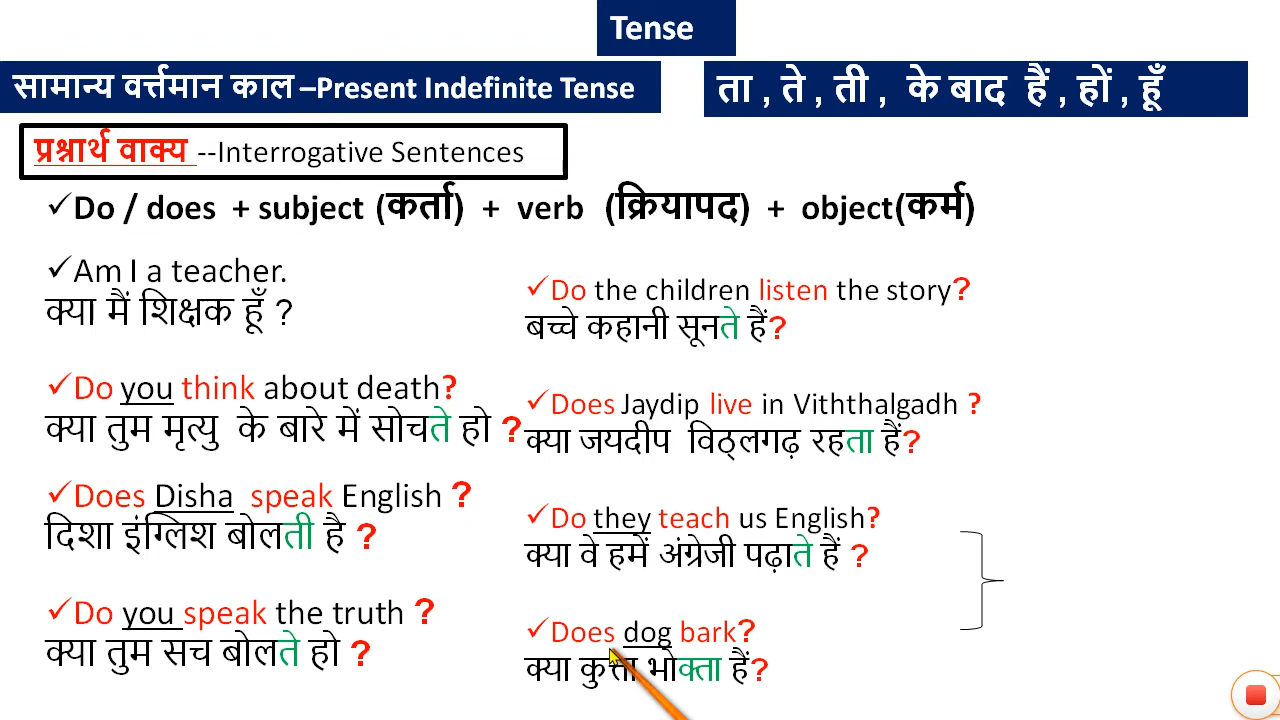 Tense
सामान्य वर्त्तमान काल –Present Indefinite Tense
ता , ते , ती , के बाद हैं , हों , हूँ
प्रश्नार्थ वाक्य --Interrogative Sentences
✓Do / does + subject (कर्ता) + verb (क्रियापद) + object(कर्म)
✓Am I a teacher.
क्या मैं शिक्षक हूँ ?
✓Do you think about death?
क्या तुम मृत्यु के बारे में सोचते हो ?
✓Does Disha speak English ?
दिशा इंग्लिश बोलती है ?
✓Do you speak the truth ?
क्या तुम सच बोलते हो ?
✓Do the children listen the story?
बच्चे कहानी सूनते हैं?
✓Does Jaydip live in Viththalgadh ?
क्या जयदीप विठ्लगढ़ रहता हैं?
✓Do they teach us English?
क्या वे हमें अंग्रेजी पढ़ाते हैं ?
✓Does dog bark?
क्या कुत्ता भोक्ता हैं?